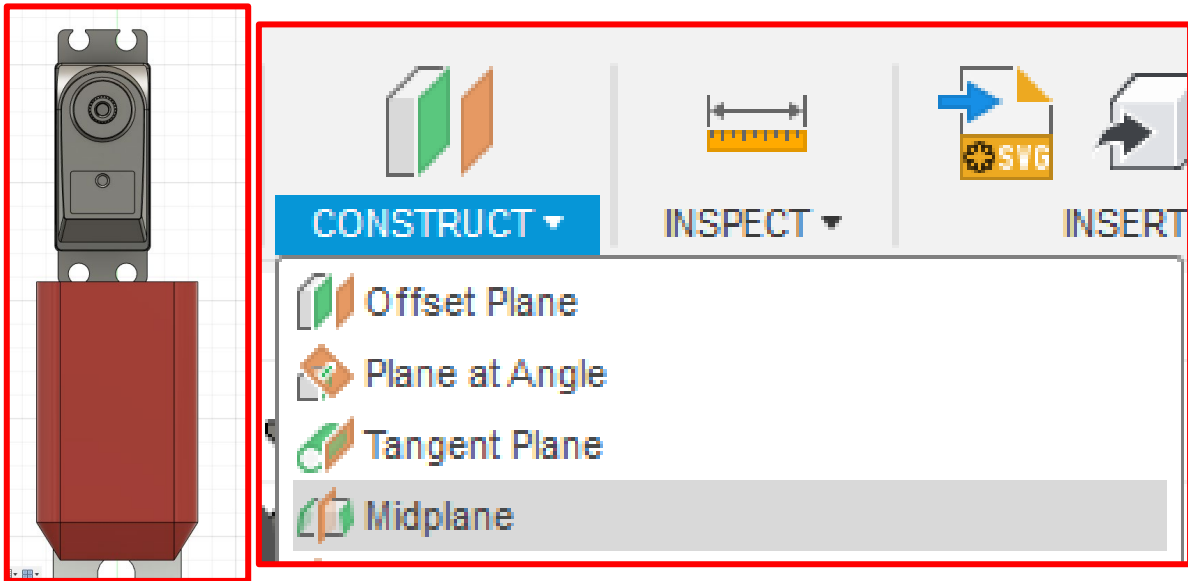 SVG
CONSTRUCT INSPECT INSERT
Offset Plane
Plane at Angle
Tangent Plane
Midplane